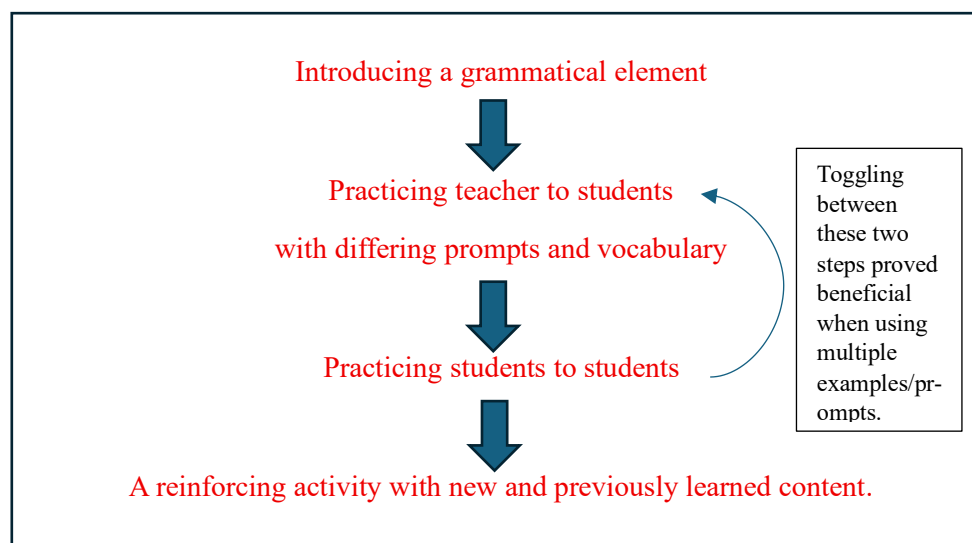 Introducing a grammatical element
Practicing teacher to students
with differing prompts and vocabulary
Practicing students to students
A reinforcing activity with new and previously learned content.
Toggling
between
these two
steps proved
beneficial
when using
multiple
examples/pr-
ompts.